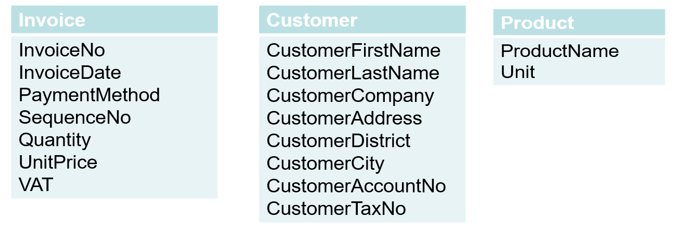 Invoice
InvoiceNo
InvoiceDate
PaymentMethod
SequenceNo
Quantity
UnitPrice
VAT
Customer
CustomerFirstName
CustomerLastName
CustomerCompany
CustomerAddress
CustomerDistrict
CustomerCity
CustomerAccountNo
CustomerTaxNo
Product
ProductName
Unit